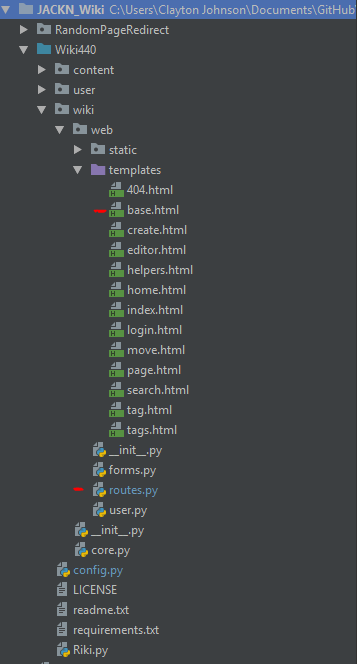 JACKN_Wiki C:\Users\Clayton Johnson\Documents\GitHub\
RandomPageRedirect
Wiki440
content
user
wiki
web
static
templates
404.html
base.html
create.html
editor.html
helpers.html
home.html
index.html
login.html
move.html
page.html
search.html
tag.html
tags.html
__init__.py
forms.py
routes.py
user.py
__init__.py
core.py
config.py
LICENSE
readme.txt
requirements.txt
Riki.py